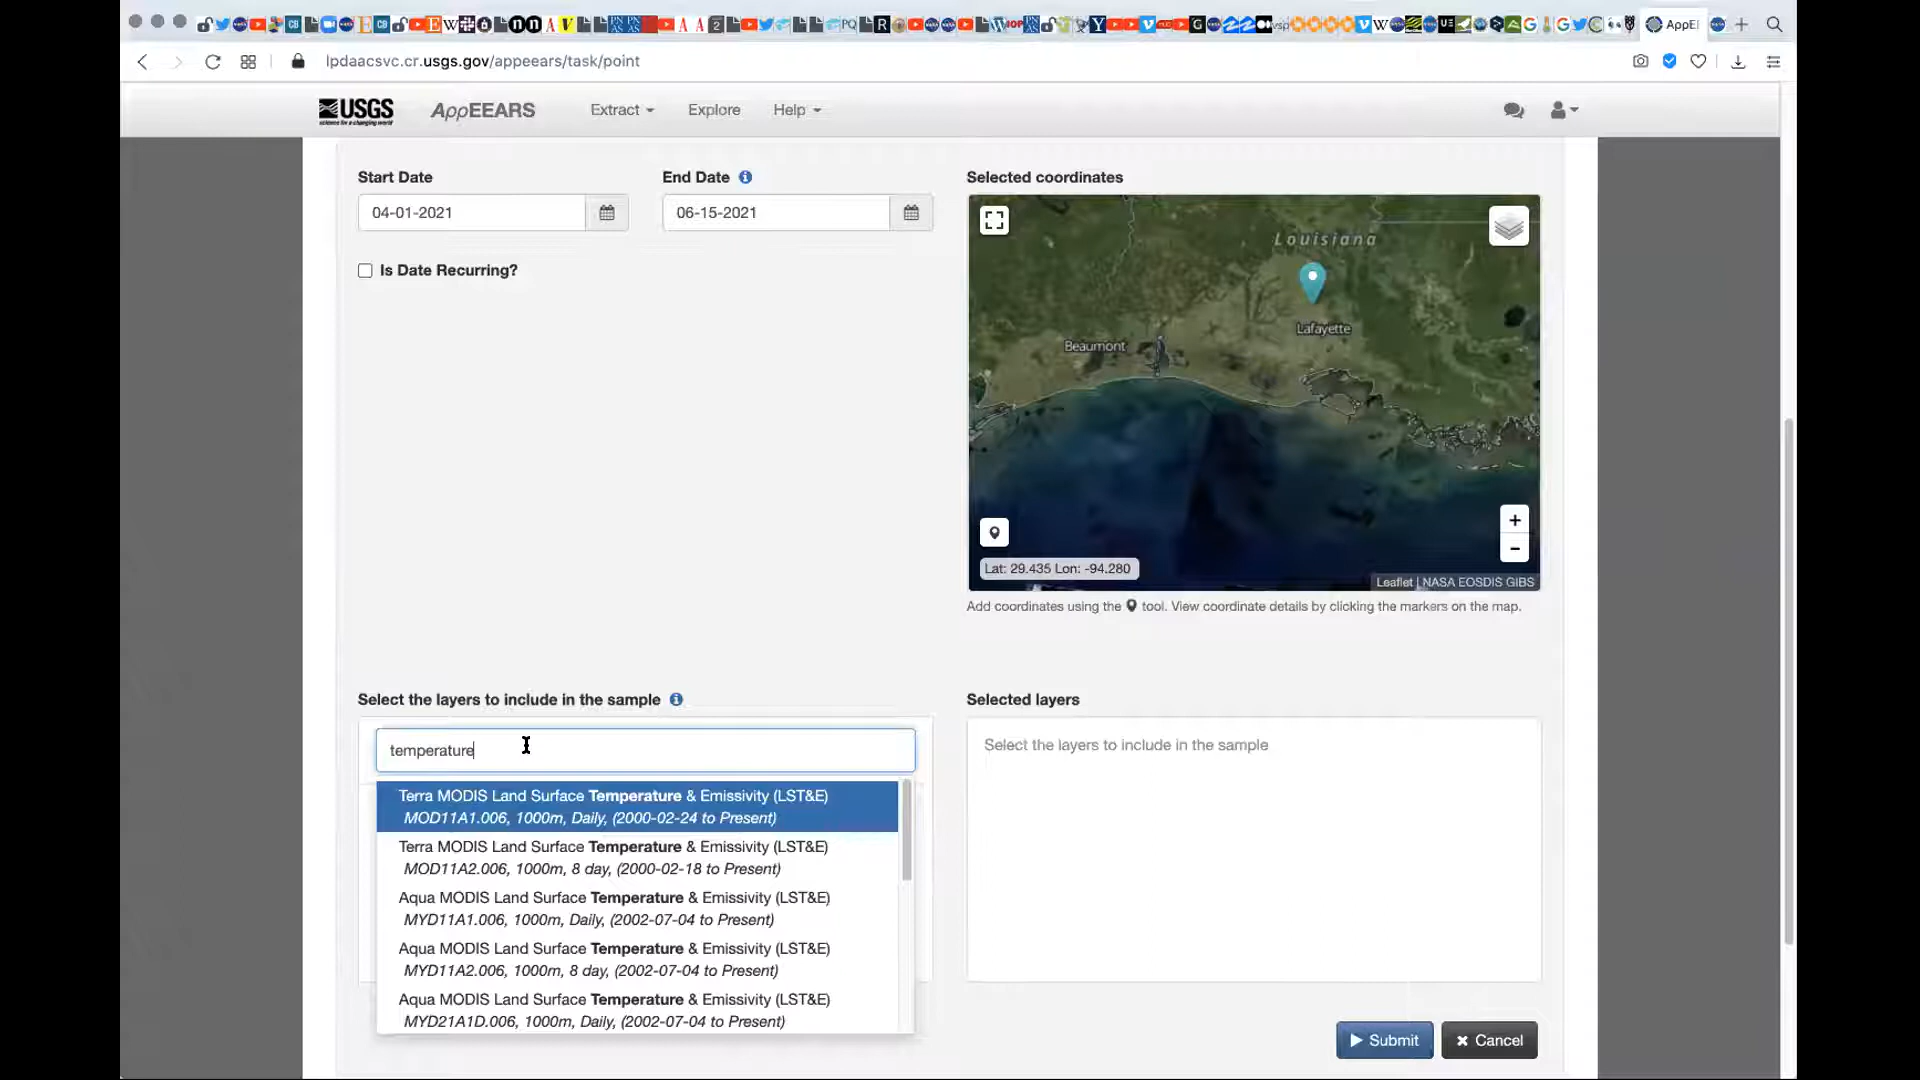 lpdaacsvc.cr.usgs.gov/appeears/task/point
AppEE
USGS
science for a changing world
AppEEARS
Extract
Explore
Help
Start Date
End Date
Selected coordinates
04-01-2021
06-15-2021
Is Date Recurring?
Louisiana
Lafayette
Beaumont
Lat: 29.435 Lon: -94.280
+
-
Leaflet | NASA EOSDIS GIBS
Add coordinates using the tool. View coordinate details by clicking the markers on the map.
Select the layers to include in the sample
Selected layers
temperature
Select the layers to include in the sample
Terra MODIS Land Surface Temperature & Emissivity (LST&E)
MOD11A1.006, 1000m, Daily, (2000-02-24 to Present)
Terra MODIS Land Surface Temperature & Emissivity (LST&E)
MOD11A2.006, 1000m, 8 day, (2000-02-18 to Present)
Aqua MODIS Land Surface Temperature & Emissivity (LST&E)
MYD11A1.006, 1000m, Daily, (2002-07-04 to Present)
Aqua MODIS Land Surface Temperature & Emissivity (LST&E)
MYD11A2.006, 1000m, 8 day, (2002-07-04 to Present)
Aqua MODIS Land Surface Temperature & Emissivity (LST&E)
MYD21A1D.006, 1000m, Daily, (2002-07-04 to Present)
Submit
Cancel